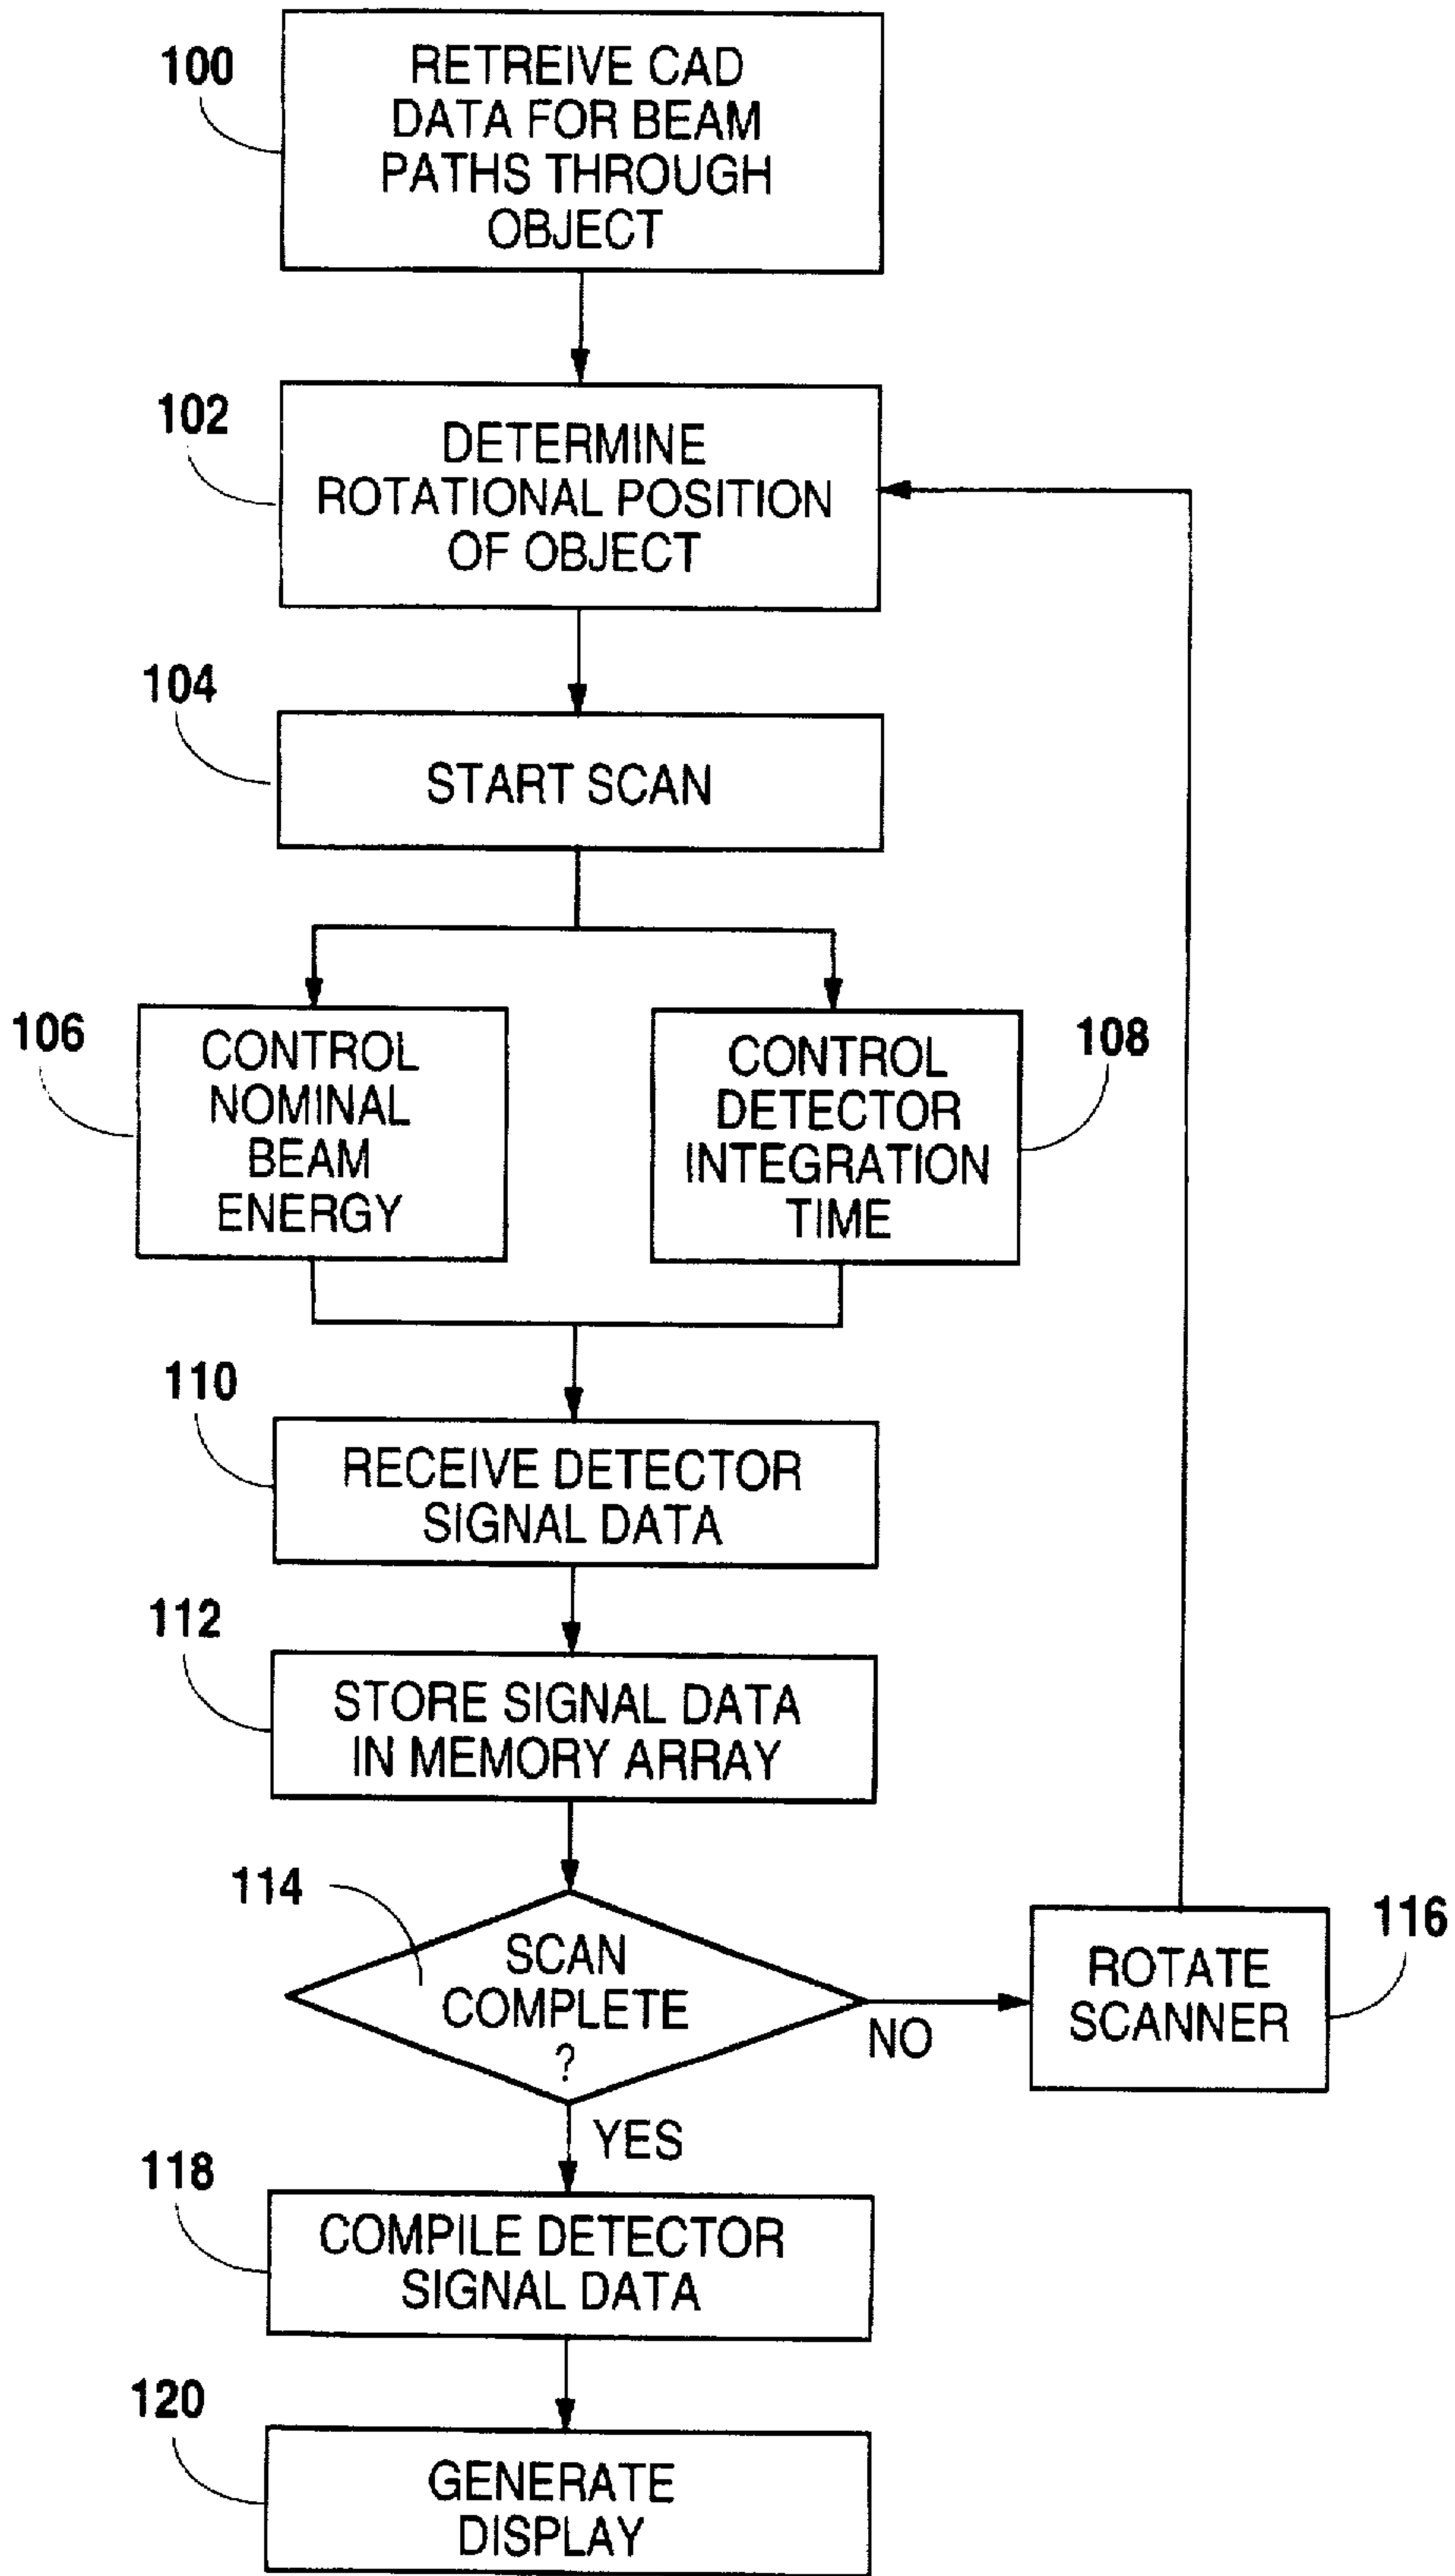 100
RETREIVE CAD
DATA FOR BEAM
PATHS THROUGH
OBJECT
102
DETERMINE
ROTATIONAL POSITION
OF OBJECT
104
START SCAN
106
CONTROL
NOMINAL
BEAM
ENERGY
CONTROL
DETECTOR
INTEGRATION
TIME
108
110
RECEIVE DETECTOR
SIGNAL DATA
112
STORE SIGNAL DATA
IN MEMORY ARRAY
114
SCAN
COMPLETE
?
NO
ROTATE
SCANNER
116
YES
118
COMPILE DETECTOR
SIGNAL DATA
120
GENERATE
DISPLAY